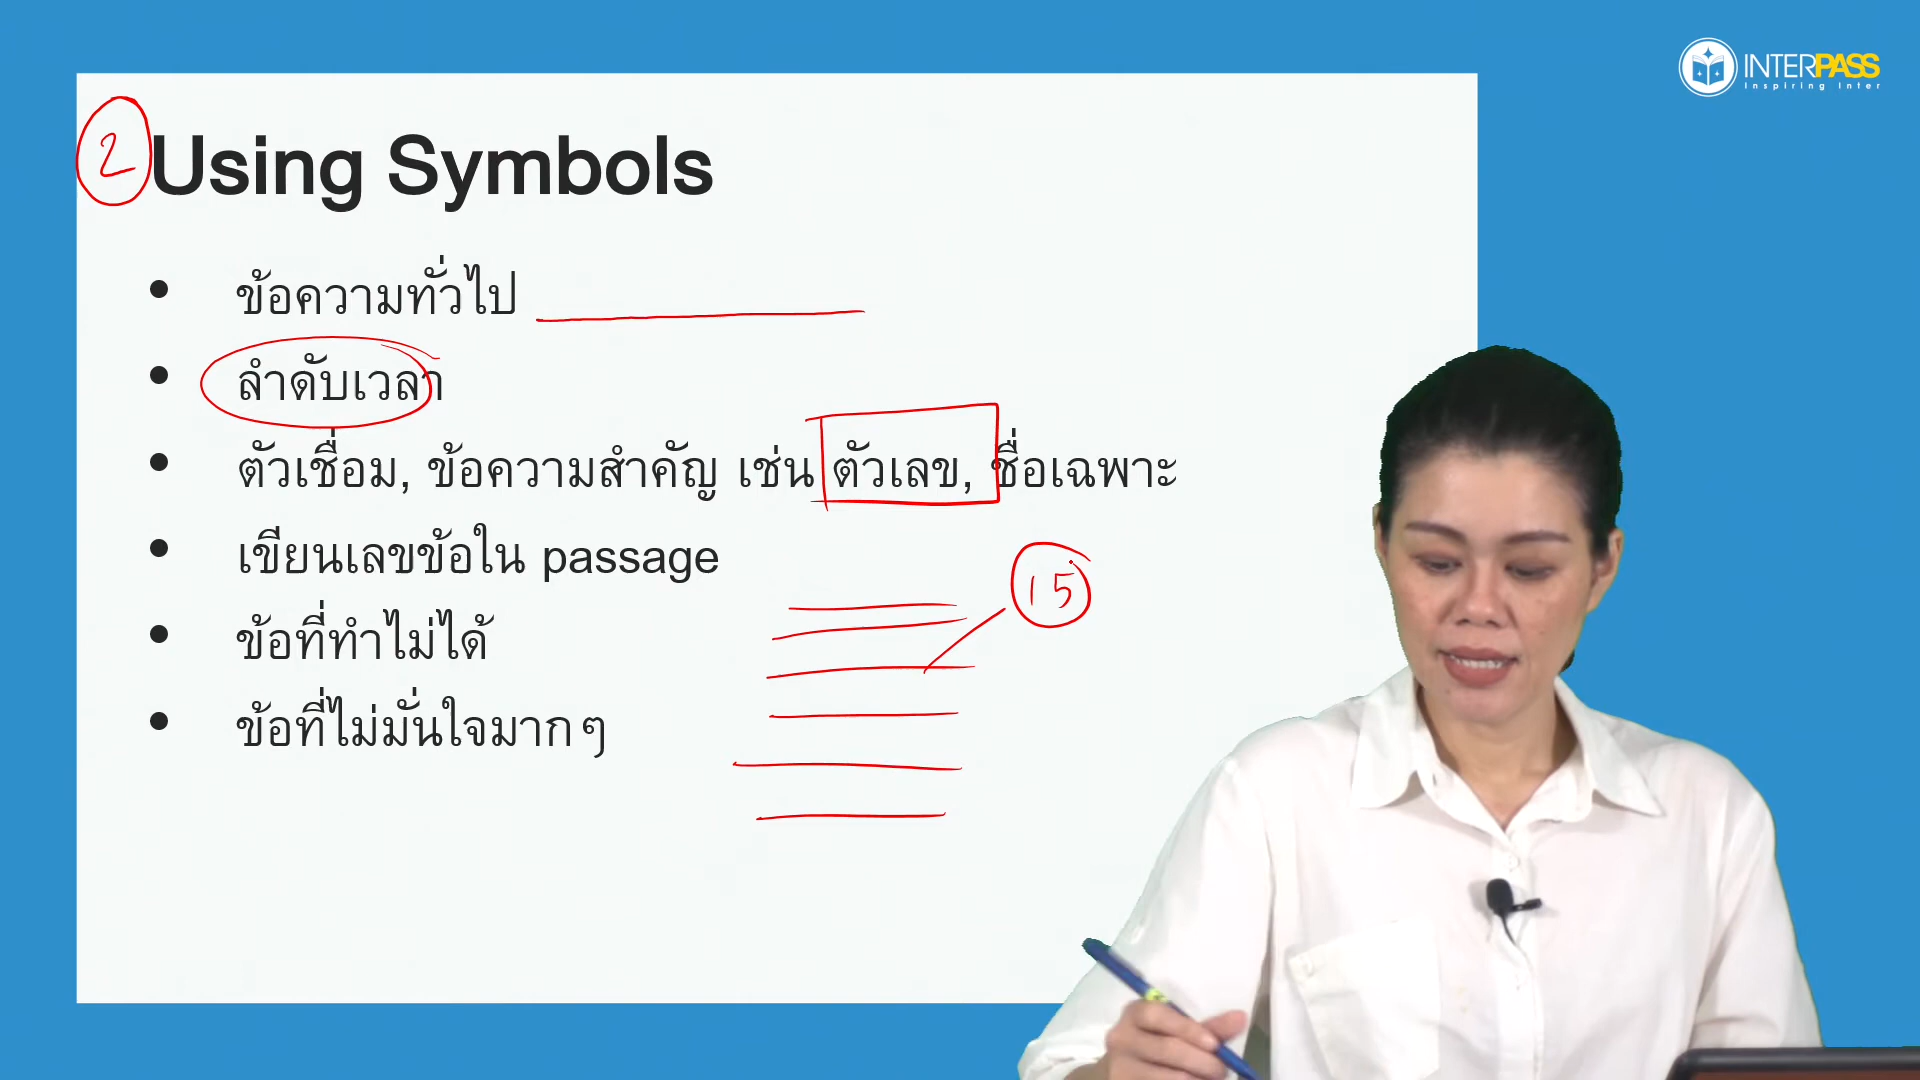 INTERPASS
Inspiring Inter
2 Using Symbols
• ข้อความทั่วไป
• ลำดับเวลา
• ตัวเชื่อม, ข้อความสำคัญ เช่น ตัวเลข, ชื่อเฉพาะ
• เขียนเลขข้อใน passage
15
• ข้อที่ทำไม่ได้
• ข้อที่ไม่มั่นใจมากๆ